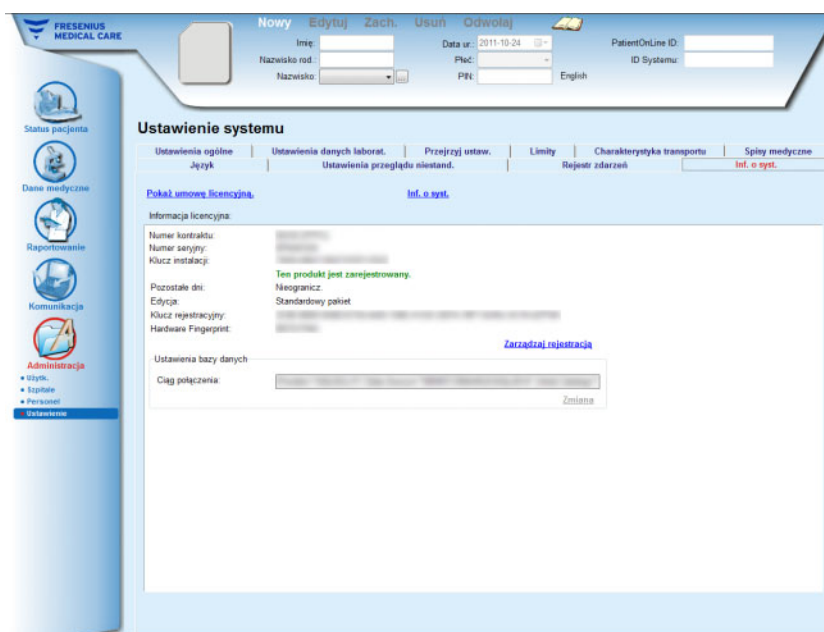 FRESENIUS
MEDICAL CARE
Nowy Edytuj Zach. Usuń Odwołaj
Imię: Data ur.: 2011-10-24 PatientOnLine ID:
Nazwisko rod.: Płeć: ID Systemu:
Nazwisko: ... PIN: English
Status pacjenta
Dane medyczne
Raportowanie
Komunikacja
Administracja
Użytk.
Szpitale
Personel
Ustawienie
Ustawienie systemu
Ustawienia ogólne Ustawienia danych laborat. Przejrzyj ustaw. Limity Charakterystyka transportu Spisy medyczne
Język Ustawienia przeglądu niestand. Rejestr zdarzeń Inf. o syst.
Pokaż umowę licencyjną. Inf. o syst.
Informacja licencyjna:
Numer kontraktu:
Numer seryjny:
Klucz instalacji:
Ten produkt jest zarejestrowany.
Pozostałe dni: Nieogranicz.
Edycja: Standardowy pakiet
Klucz rejestracyjny:
Hardware Fingerprint:
Zarządzaj rejestracją
Ustawienia bazy danych
Ciąg połączenia:
Zmiana